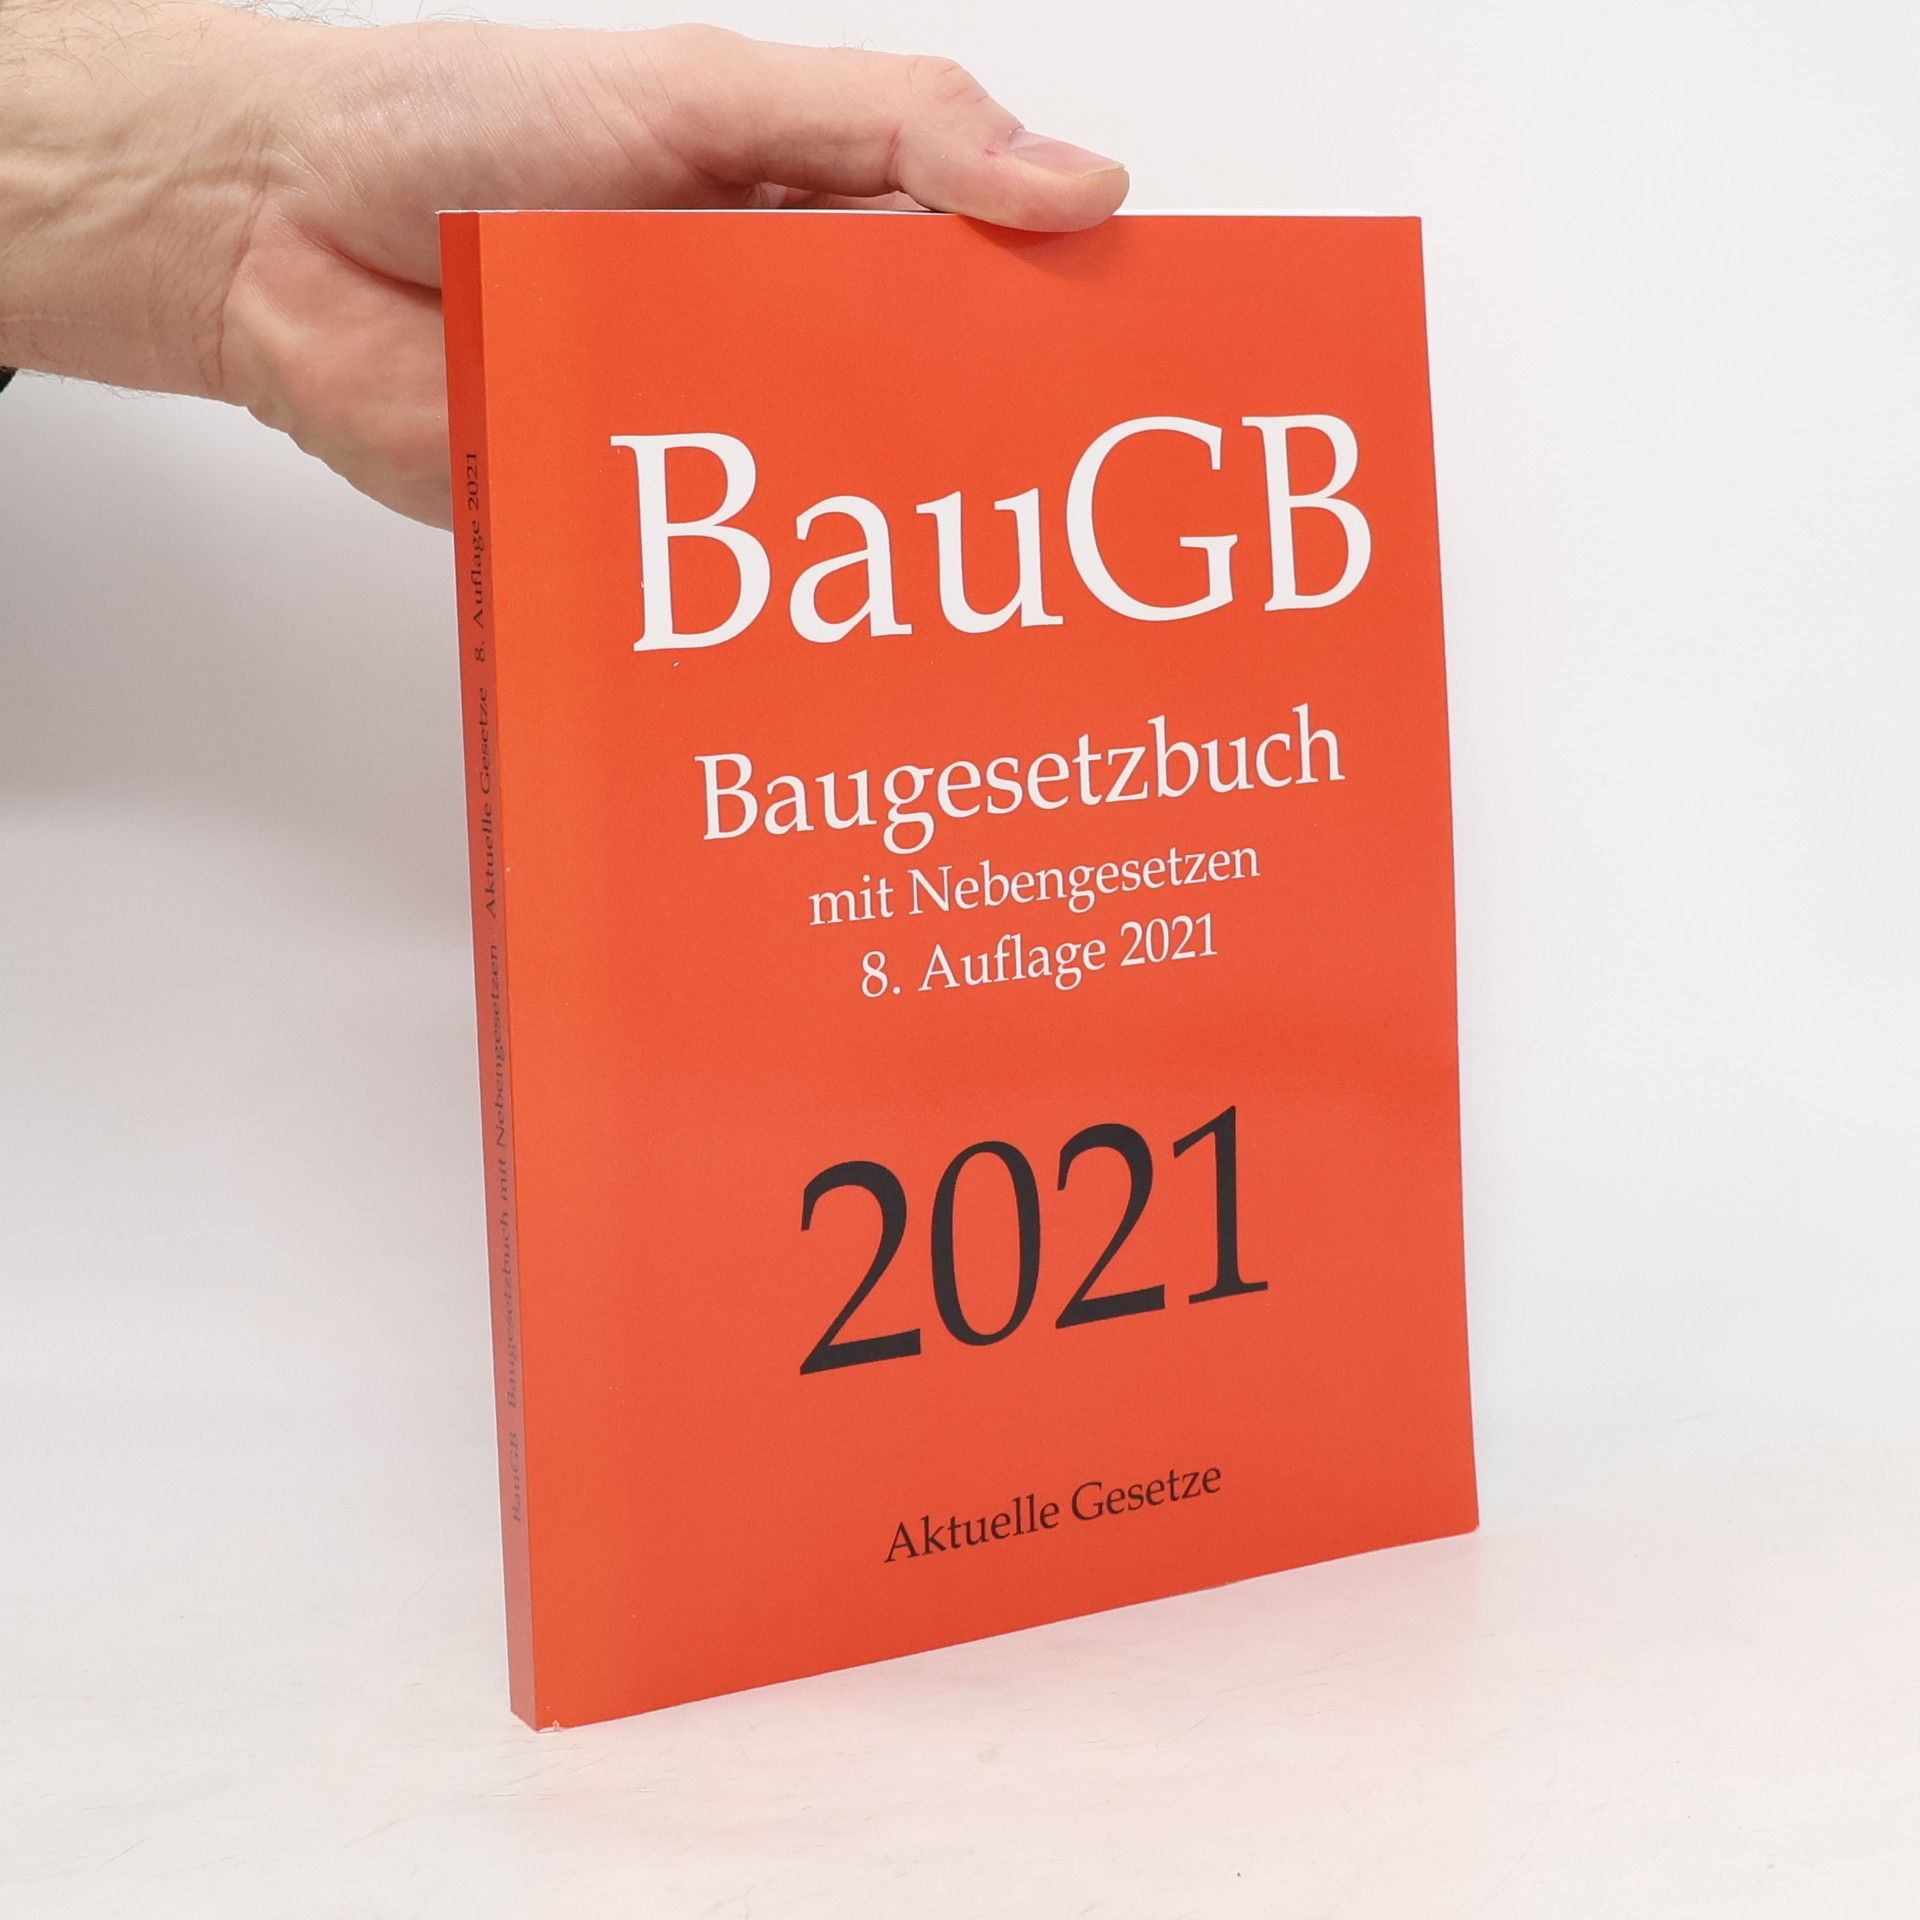 BauGB
Baugesetzbuch
mit Nebengesetzen
8. Auflage 2021
2021
Aktuelle Gesetze
BauGB Baugesetzbuch mit Nebengesetzen Aktuelle Gesetze 8. Auflage 2021